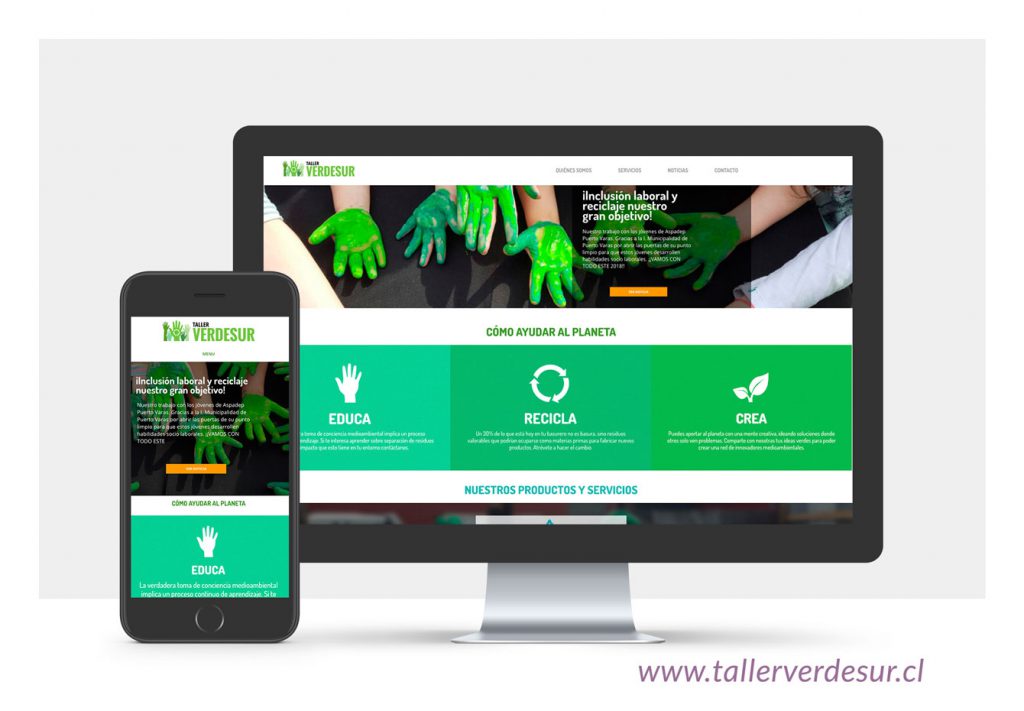 TALLER
VERDESUR
QUIÉNES SOMOS SERVICIOS NOTICIAS CONTACTO
¡Inclusión laboral y
reciclaje nuestro
gran objetivo!
Nuestro trabajo con los jóvenes de Aspadep
Puerto Varas. Gracias a la I. Municipalidad de
Puerto Varas por abrir las puertas de su punto
limpio para que estos jóvenes desarrollen
habilidades socio laborales. ¡¡VAMOS CON
TODO ESTE 2018!!
VER NOTICIA
CÓMO AYUDAR AL PLANETA
EDUCA
a toma de conciencia medioambiental implica un proceso
endizaje. Si te interesa aprender sobre separación de residuos
impacto que este tiene en tu entorno contáctanos.
RECICLA
Un 30% de lo que está hoy en tu basurero no es basura, sino residuos
valorables que podrían ocuparse como materias primas para fabricar nuevos
productos. Atrévete a hacer el cambio
CREA
Puedes aportar al planeta con una mente creativa, ideando soluciones donde
otros solo ven problemas. Comparte con nosotras tus ideas verdes para poder
crear una red de innovadores medioambientales.
NUESTROS PRODUCTOS Y SERVICIOS
TALLER
VERDESUR
MENU
¡Inclusión laboral y reciclaje
nuestro gran objetivo!
Nuestro trabajo con los jóvenes de Aspadep
Puerto Varas. Gracias a la I. Municipalidad de
Puerto Varas por abrir las puertas de su punto
limpio para que estos jóvenes desarrollen
habilidades socio laborales. ¡¡VAMOS CON
TODO ESTE
VER NOTICIA
CÓMO AYUDAR AL PLANETA
EDUCA
La verdadera toma de conciencia medioambiental
implica un proceso continuo de aprendizaje. Si te
www.tallerverdesur.cl